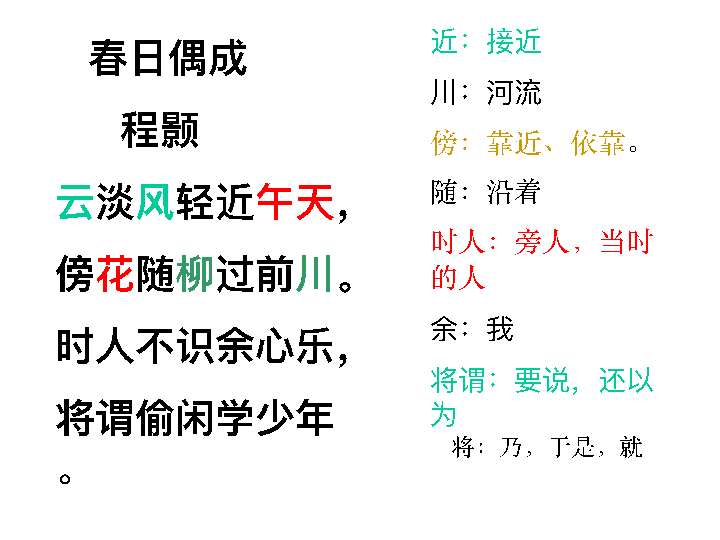 春日偶成
程颢
云淡风轻近午天，
傍花随柳过前川。
时人不识余心乐，
将谓偷闲学少年
。
近：接近
川：河流
傍：靠近、依靠。
随：沿着
时人：旁人，当时
的人
余：我
将谓：要说，还以
为
将：乃，于是，就